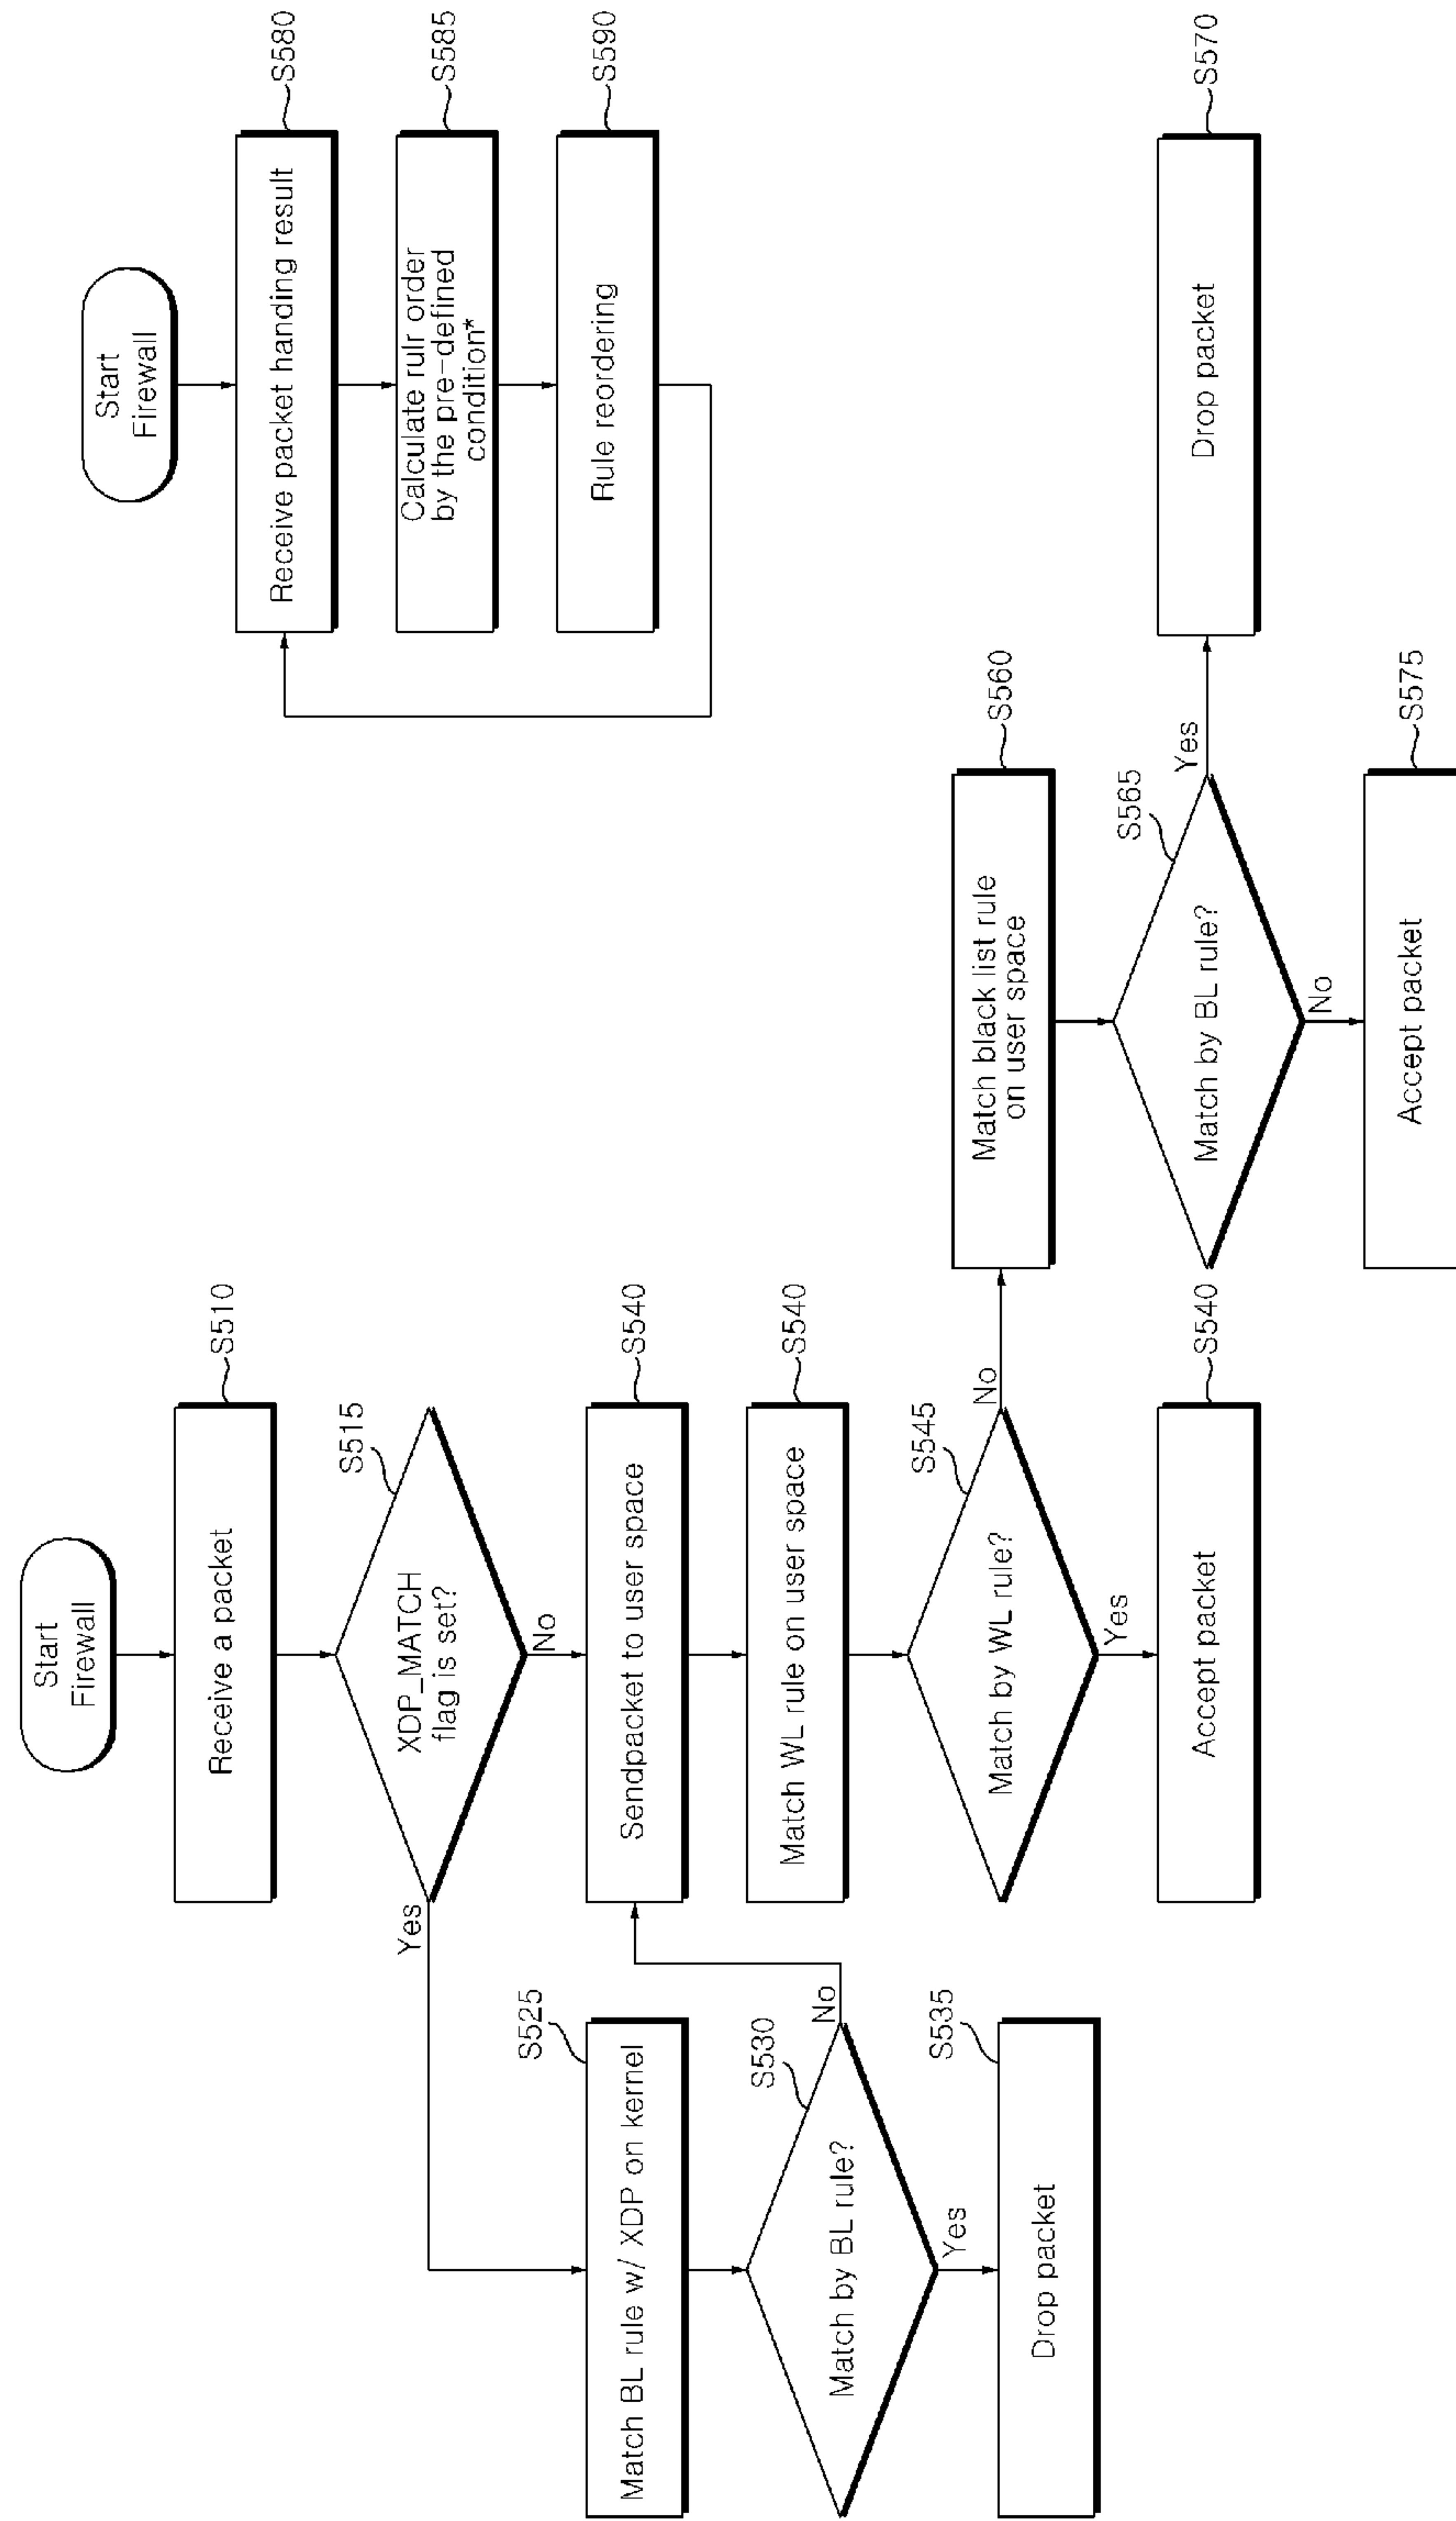 Start
Firewall
Receive a packet
S510
XDP_MATCH
flag is set?
S515
Yes
No
Match BL rule w/ XDP on kernel
S525
Match by BL rule?
S530
No
Yes
Drop packet
S535
Sendpacket to user space
S540
Match WL rule on user space
S540
Match by WL rule?
S545
No
Yes
Accept packet
S540
Match black list rule
on user space
S560
Match by BL rule?
S565
Yes
No
Drop packet
S570
Accept packet
S575
Start
Firewall
Receive packet handing result
S580
Calculate rulr order
by the pre-defined
condition*
S585
Rule reordering
S590